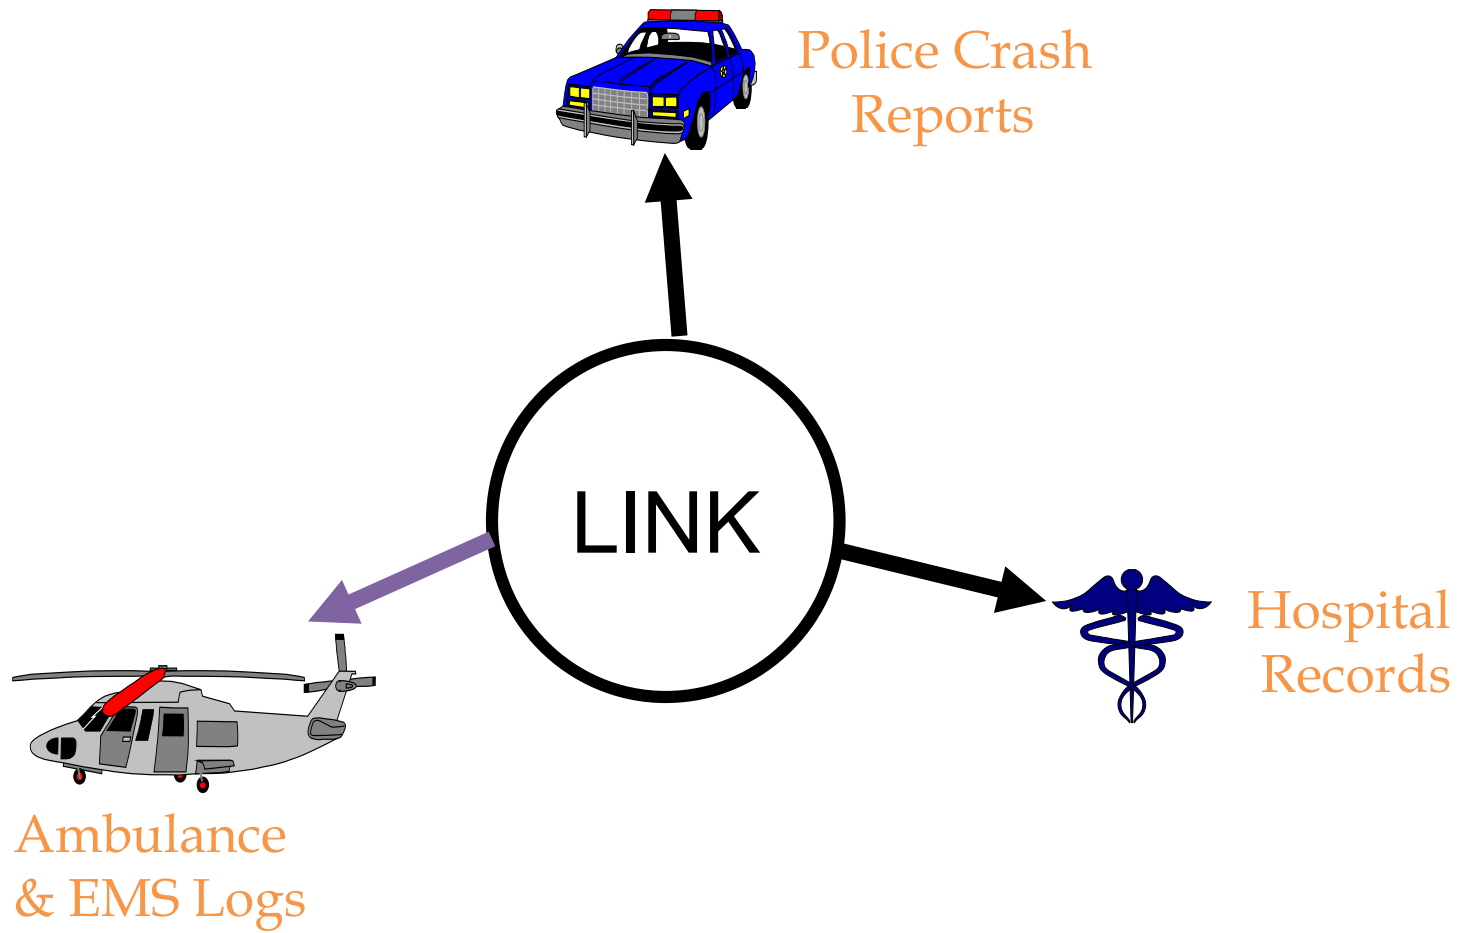 Police Crash
Reports
LINK
Hospital
Records
Ambulance
& EMS Logs